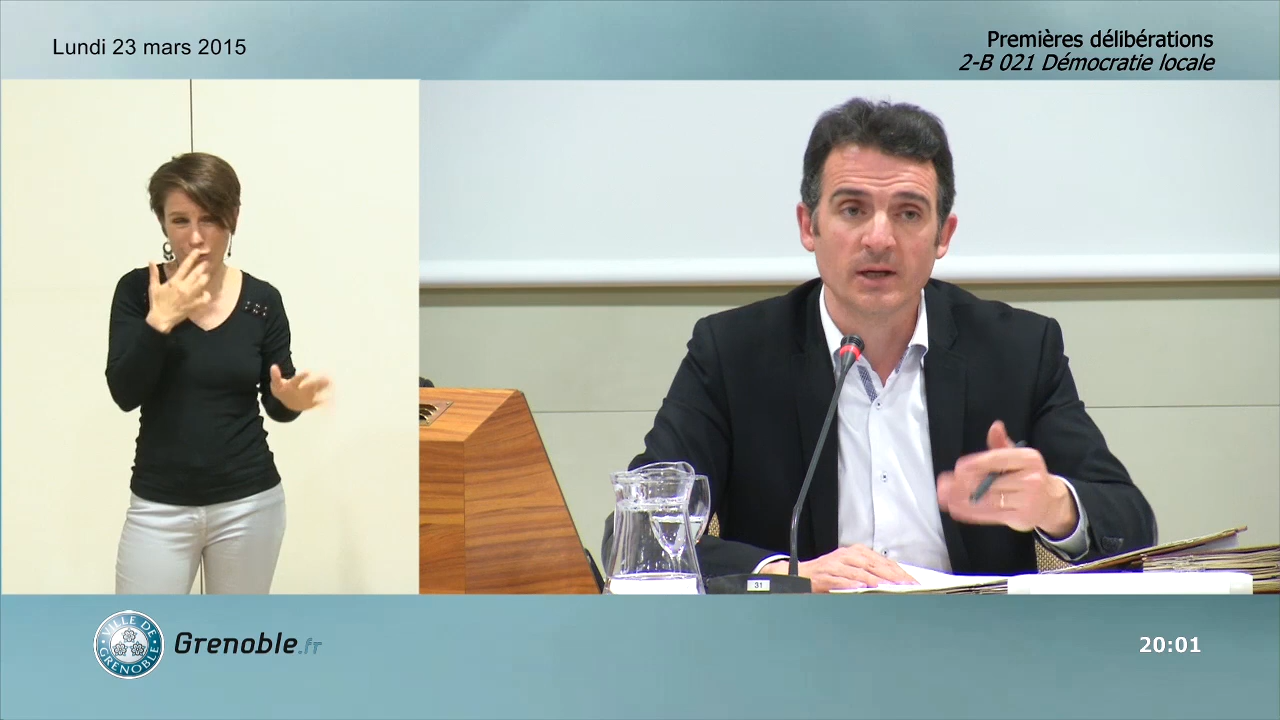 Lundi 23 mars 2015
Premières délibérations
2-B 021 Démocratie locale
31
VILLE DE GRENOBLE
Grenoble.fr
20:01